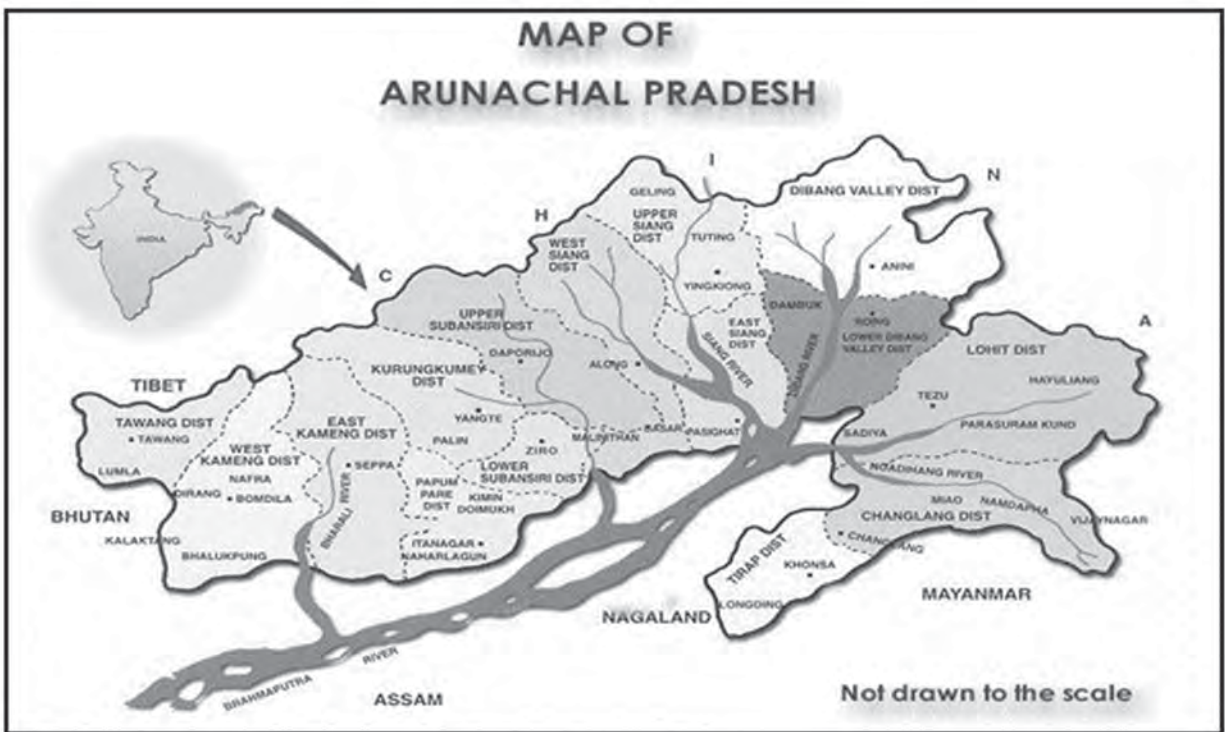 MAP OF
ARUNACHAL PRADESH
INDIA
C
H
I
N
A
GELING
DIBANG VALLEY DIST
UPPER
SIANG
DIST
TUTING
WEST
SIANG
DIST
YINGKIONG
ANINI
DAMBUK
ROING
LOWER DIBANG
VALLEY DIST
EAST
SIANG
DIST
SIANG RIVER
DIBANG RIVER
LOHIT DIST
HAYULIANG
TEZU
PARASURAM KUND
UPPER
SUBANSIRI DIST
DAPORIJO
ALONG
KURUNGKUMEY
DIST
TIBET
TAWANG DIST
TAWANG
LUMLA
WEST
KAMENG DIST
NAFRA
DIRANG
BOMDILA
EAST
KAMENG DIST
SEPPA
BHARALI RIVER
YANGTE
PALIN
ZIRO
MALINITHAN
BASAR
PASIGHAT
SADIYA
LOWER
SUBANSIRI DIST
PAPUM
PARE
DIST
KIMIN
DOIMUKH
ITANAGAR
NAHARLAGUN
BHUTAN
KALAKTANG
BHALUKPUNG
NOADIHANG RIVER
MIAO
NAMDAPHA
VIJAYNAGAR
CHANGLANG DIST
CHANGLANG
TIRAP DIST
KHONSA
LONGDING
NAGALAND
MAYANMAR
BRAHMAPUTRA
RIVER
ASSAM
Not drawn to the scale